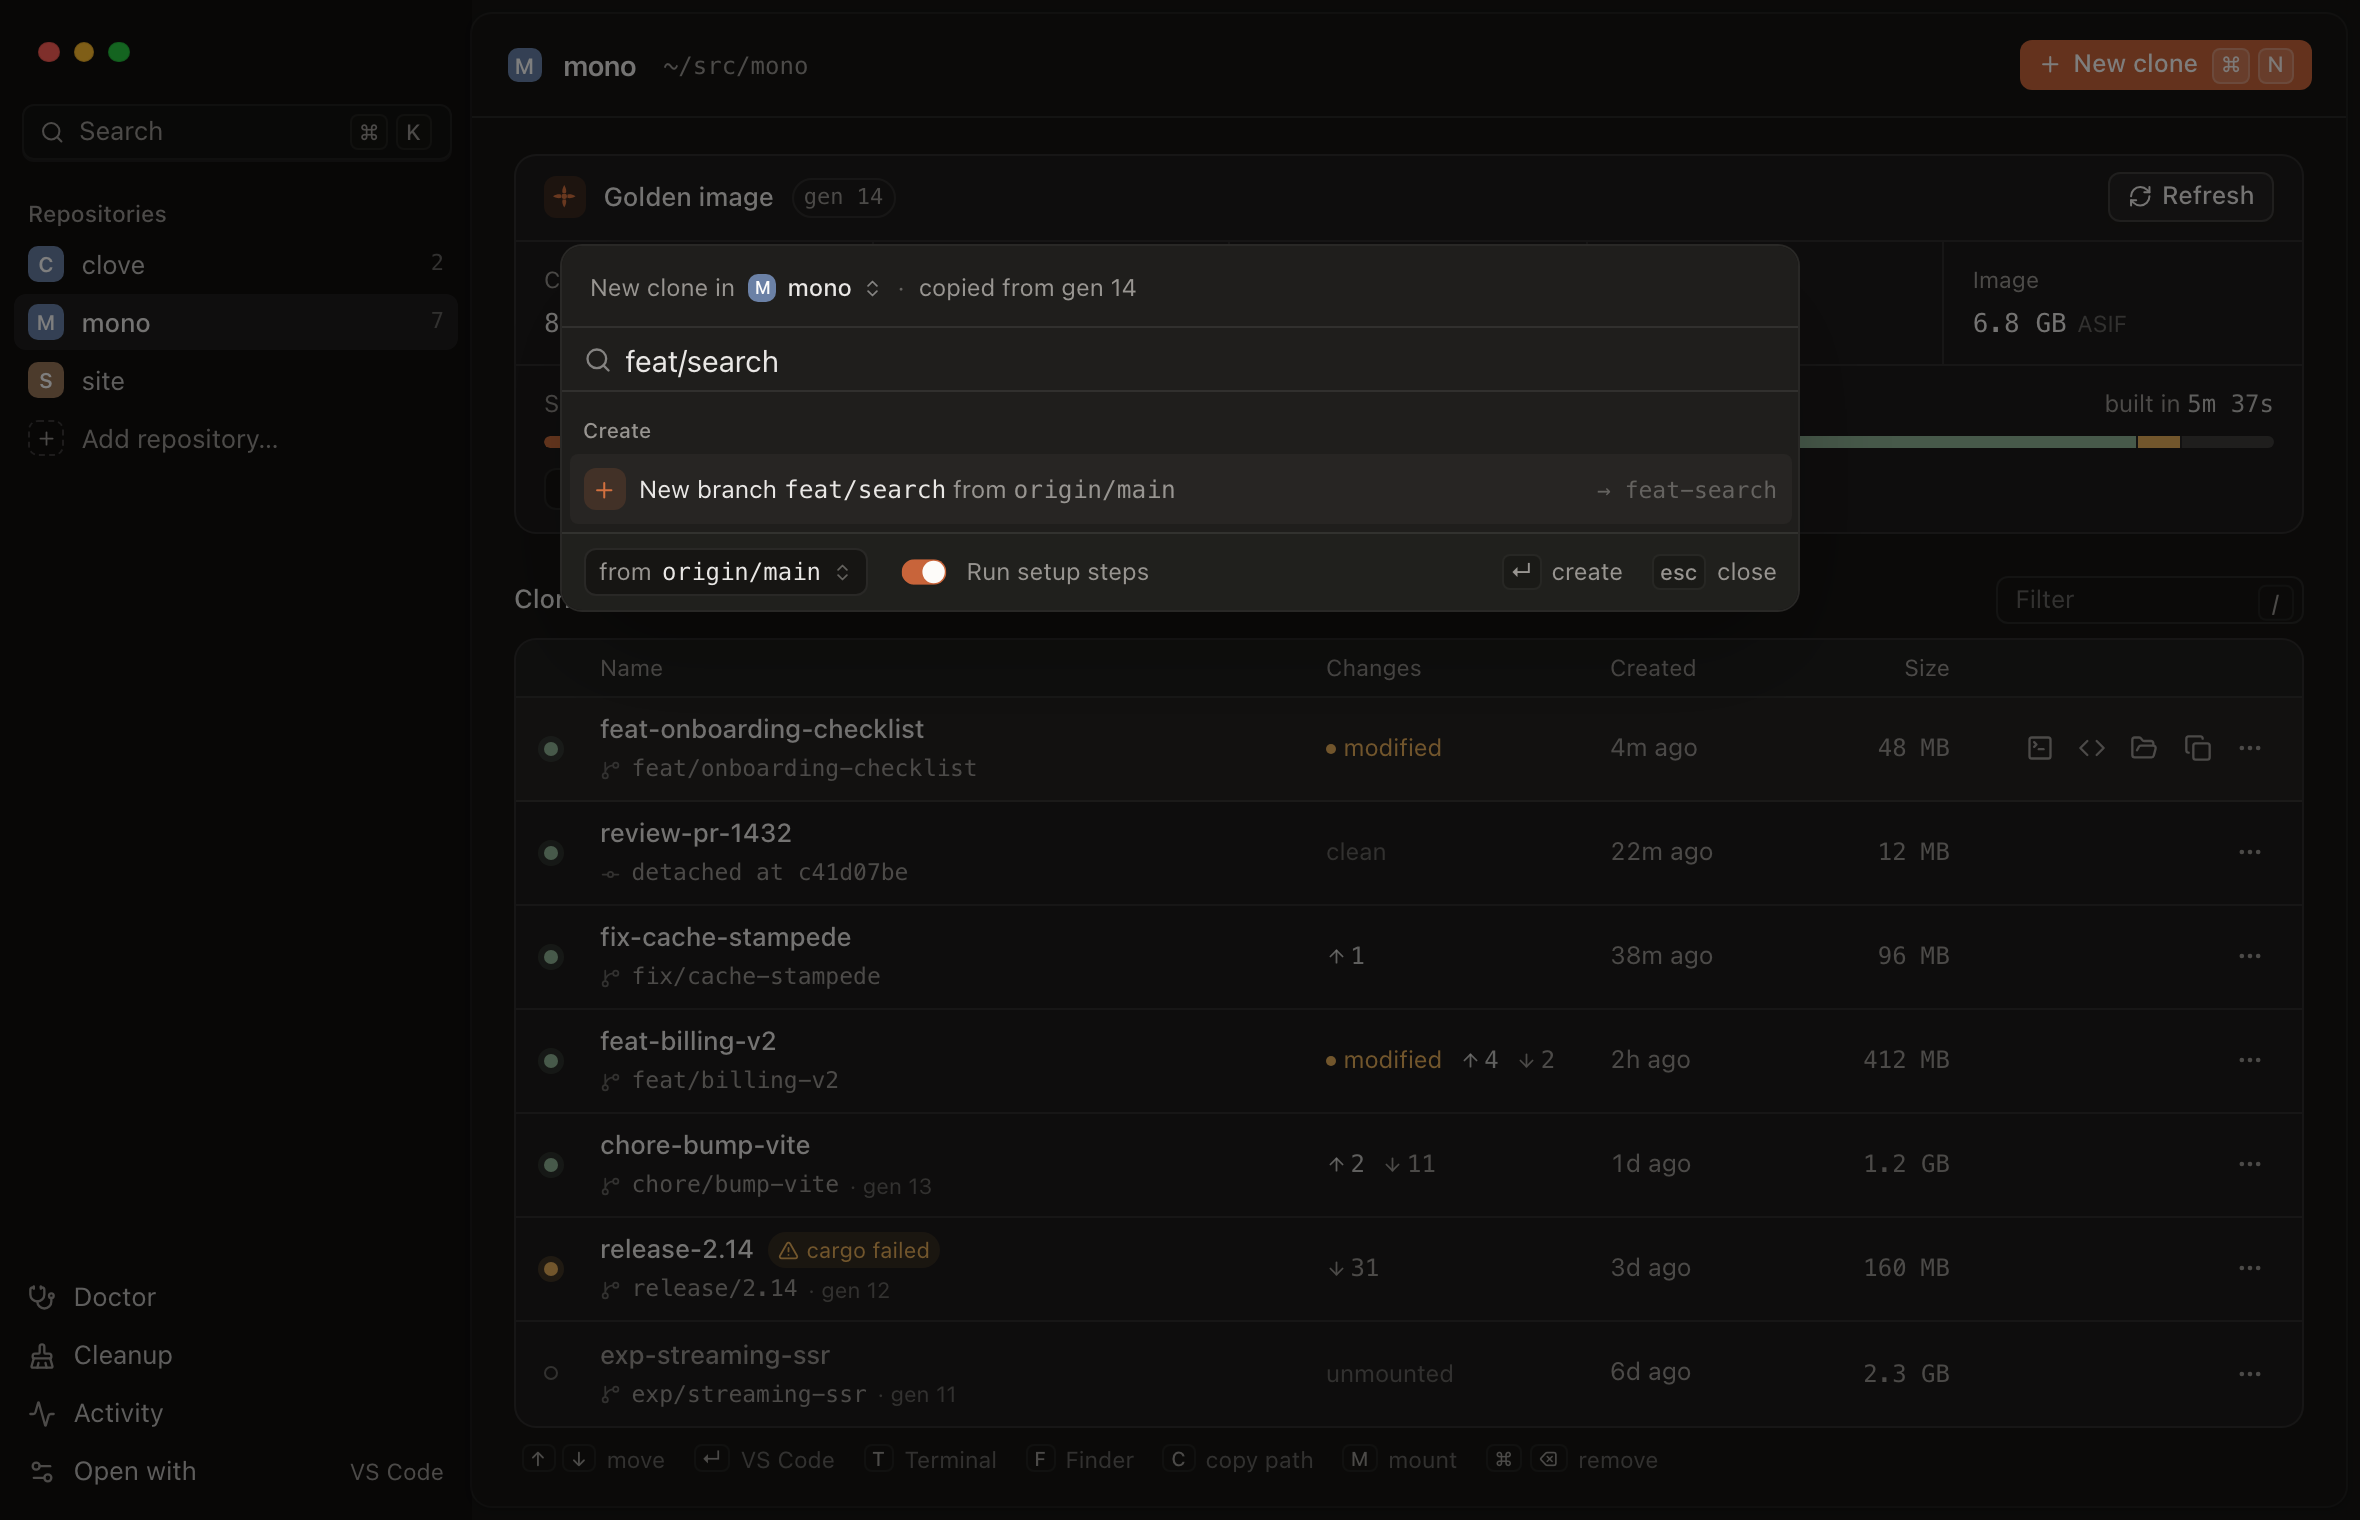 Search ⌘ K
Repositories
C clove 2
M mono 7
S site
+ Add repository...
Doctor
Cleanup
Activity
Open with VS Code
M mono ~/src/mono
+ New clone ⌘ N
Golden image gen 14
Refresh
Image
6.8 GB ASIF
built in 5m 37s
New clone in M mono · copied from gen 14
feat/search
Create
+ New branch feat/search from origin/main → feat-search
from origin/main Run setup steps ↵ create esc close
Filter /
Name Changes Created Size
feat-onboarding-checklist
feat/onboarding-checklist
modified 4m ago 48 MB
review-pr-1432
detached at c41d07be
clean 22m ago 12 MB
fix-cache-stampede
fix/cache-stampede
↑ 1 38m ago 96 MB
feat-billing-v2
feat/billing-v2
modified ↑ 4 ↓ 2 2h ago 412 MB
chore-bump-vite
chore/bump-vite · gen 13
↑ 2 ↓ 11 1d ago 1.2 GB
release-2.14 cargo failed
release/2.14 · gen 12
↓ 31 3d ago 160 MB
exp-streaming-ssr
exp/streaming-ssr · gen 11
unmounted 6d ago 2.3 GB
↑ ↓ move ↵ VS Code T Terminal F Finder C copy path M mount ⌘ ⌫ remove